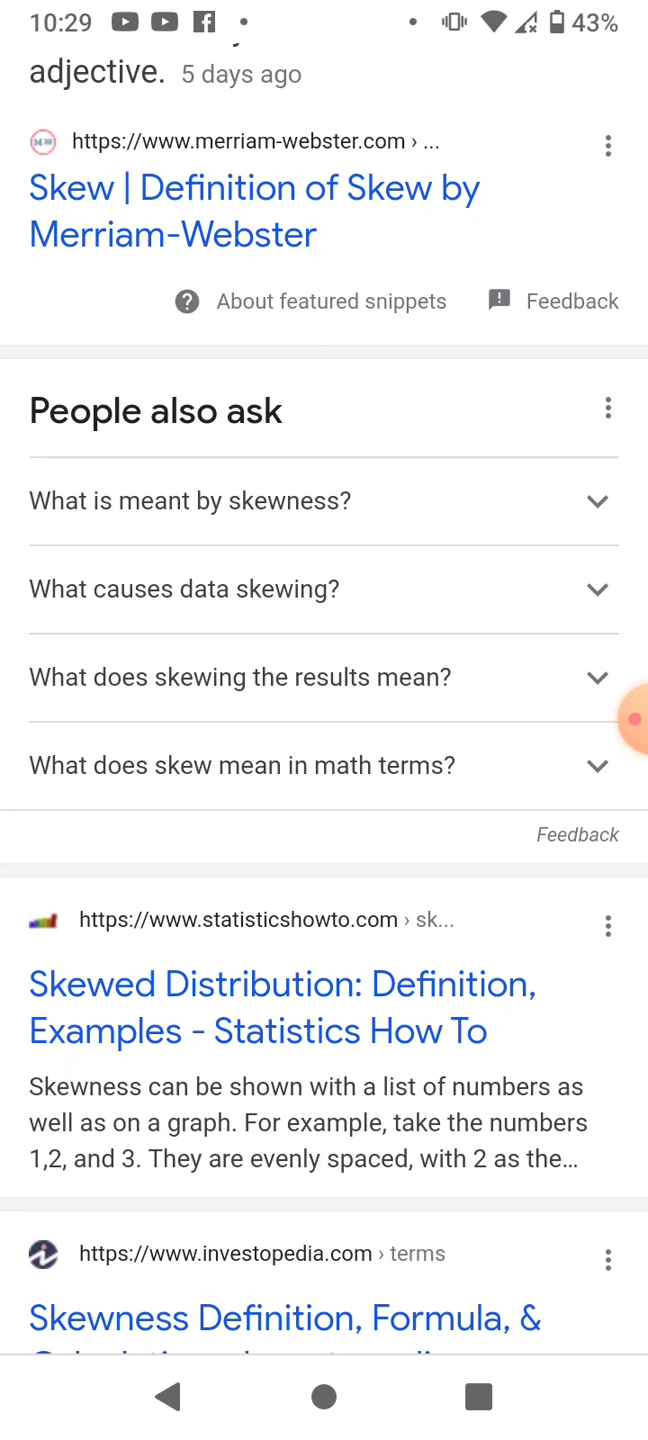 10:29 43%
adjective. 5 days ago
https://www.merriam-webster.com › ...
Skew | Definition of Skew by
Merriam-Webster
About featured snippets Feedback
People also ask
What is meant by skewness?
What causes data skewing?
What does skewing the results mean?
What does skew mean in math terms?
Feedback
https://www.statisticshowto.com › sk...
Skewed Distribution: Definition,
Examples - Statistics How To
Skewness can be shown with a list of numbers as
well as on a graph. For example, take the numbers
1,2, and 3. They are evenly spaced, with 2 as the...
https://www.investopedia.com › terms
Skewness Definition, Formula, &